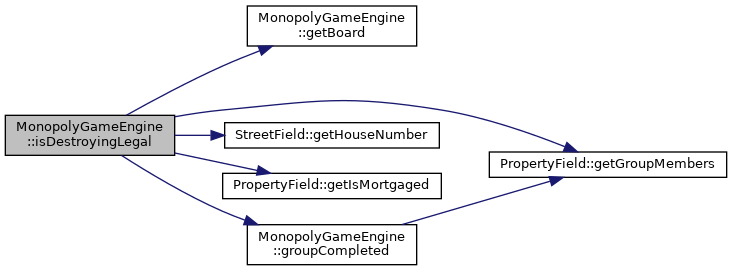 MonopolyGameEngine
::isDestroyingLegal
MonopolyGameEngine
::getBoard
StreetField::getHouseNumber
PropertyField::getIsMortgaged
MonopolyGameEngine
::groupCompleted
PropertyField::getGroupMembers